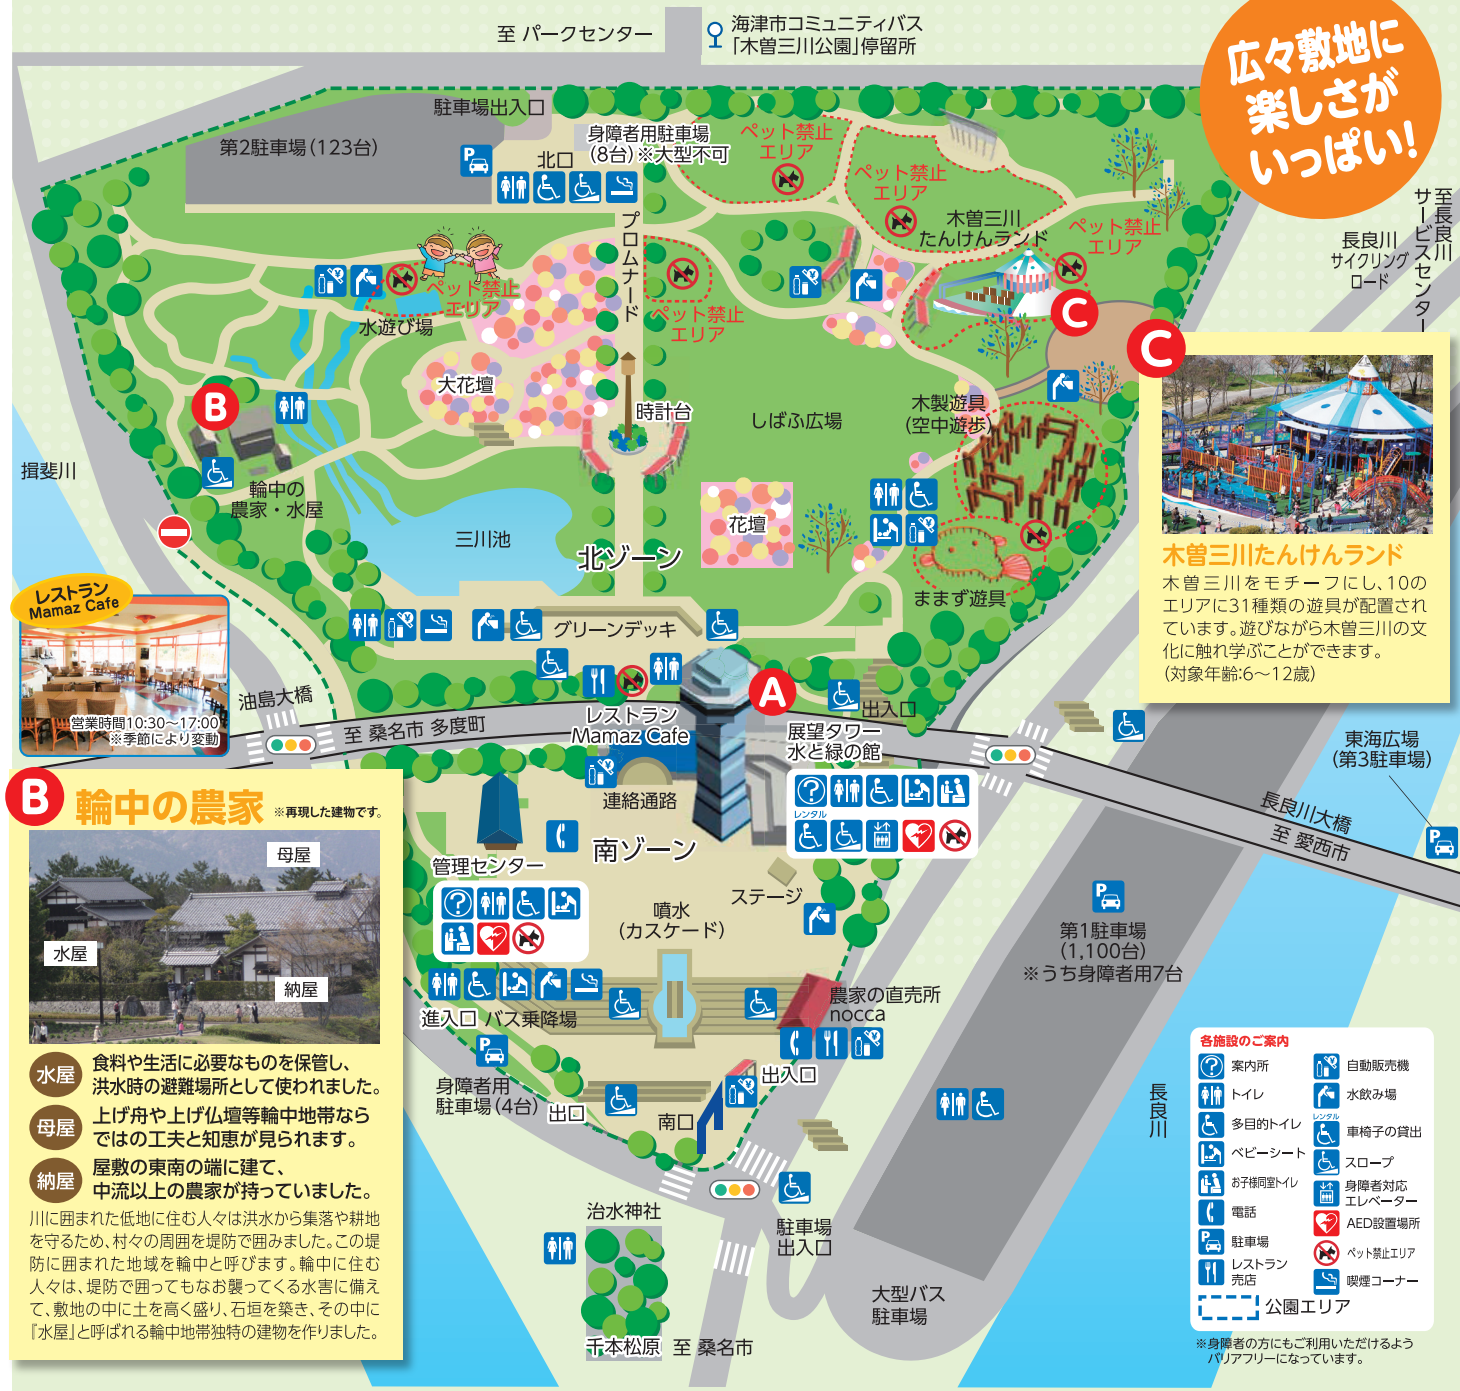 至 パークセンター
海津市コミュニティバス
「木曽三川公園」停留所
広々敷地に
楽しさが
いっぱい!
駐車場出入口
第2駐車場(123台)
身障者用駐車場
(8台)※大型不可
北口
プロムナード
ペット禁止
エリア
ペット禁止
エリア
木曽三川
たんけんランド
ペット禁止
エリア
至長良川
サービスセンター
長良川
サイクリング
ロード
ペット禁止
エリア
水遊び場
ペット禁止
エリア
C
C
B
大花壇
時計台
しばふ広場
木製遊具
(空中遊歩)
揖斐川
輪中の
農家・水屋
三川池
北ゾーン
花壇
ままず遊具
木曽三川たんけんランド
木曽三川をモチーフにし、10の
エリアに31種類の遊具が配置され
ています。遊びながら木曽三川の文
化に触れ学ぶことができます。
(対象年齢:6〜12歳)
レストラン
Mamaz Cafe
営業時間10:30〜17:00
※季節により変動
グリーンデッキ
油島大橋
至 桑名市 多度町
レストラン
Mamaz Cafe
A
出入口
展望タワー
水と緑の館
レンタル
連絡通路
東海広場
(第3駐車場)
長良川大橋
至 愛西市
B
輪中の農家
※再現した建物です。
母屋
水屋
納屋
水屋
食料や生活に必要なものを保管し、
洪水時の避難場所として使われました。
母屋
上げ舟や上げ仏壇等輪中地帯なら
ではの工夫と知恵が見られます。
納屋
屋敷の東南の端に建て、
中流以上の農家が持っていました。
川に囲まれた低地に住む人々は洪水から集落や耕地
を守るため、村々の周囲を堤防で囲みました。この堤
防に囲まれた地域を輪中と呼びます。輪中に住む
人々は、堤防で囲ってもなお襲ってくる水害に備え
て、敷地の中に土を高く盛り、石垣を築き、その中に
『水屋』と呼ばれる輪中地帯独特の建物を作りました。
管理センター
南ゾーン
ステージ
噴水
(カスケード)
P
P
P
P
第1駐車場
(1,100台)
※うち身障者用7台
進入口 バス乗降場
農家の直売所
nocca
身障者用
駐車場(4台)
出口
出入口
南口
長良川
治水神社
駐車場
出入口
大型バス
駐車場
千本松原
至 桑名市
各施設のご案内
案内所
トイレ
多目的トイレ
ベビーシート
お子様同室トイレ
電話
P
駐車場
レストラン
売店
自動販売機
水飲み場
レンタル
車椅子の貸出
スロープ
身障者対応
エレベーター
AED設置場所
ペット禁止エリア
喫煙コーナー
公園エリア
※身障者の方にもご利用いただけるよう
バリアフリーになっています。